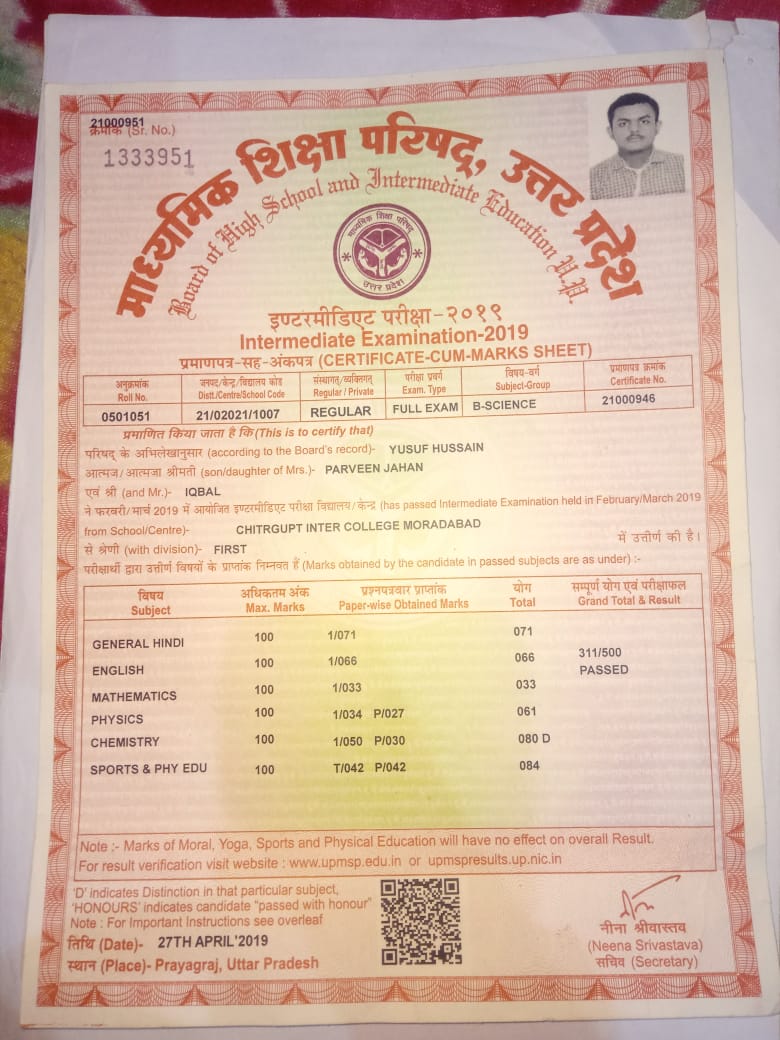 21000951
क्रमांक (Sr. No.)
1333951
माध्यमिक शिक्षा परिषद्, उत्तर प्रदेश
Board of High School and Intermediate Education U.P.
माध्यमिक शिक्षा परिषद्
उत्तर प्रदेश
इण्टरमीडिएट परीक्षा-२०१९
Intermediate Examination-2019
प्रमाणपत्र-सह-अंकपत्र (CERTIFICATE-CUM-MARKS SHEET)
अनुक्रमांक जनपद/केन्द्र/विद्यालय कोड संस्थागत/व्यक्तिगत परीक्षा प्रवर्ग विषय-वर्ग प्रमाणपत्र क्रमांक
Roll No. Distt./Centre/School Code Regular / Private Exam. Type Subject-Group Certificate No.
0501051 21/02021/1007 REGULAR FULL EXAM B-SCIENCE 21000946
प्रमाणित किया जाता है कि (This is to certify that)
परिषद् के अभिलेखानुसार (according to the Board's record)- YUSUF HUSSAIN
आत्मज/आत्मजा श्रीमती (son/daughter of Mrs.)- PARVEEN JAHAN
एवं श्री (and Mr.)- IQBAL
ने फरवरी/मार्च 2019 में आयोजित इण्टरमीडिएट परीक्षा विद्यालय/केन्द्र (has passed Intermediate Examination held in February/March 2019
from School/Centre)- CHITRGUPT INTER COLLEGE MORADABAD में उत्तीर्ण की है।
से श्रेणी (with division)- FIRST
परीक्षार्थी द्वारा उत्तीर्ण विषयों के प्राप्तांक निम्नवत हैं (Marks obtained by the candidate in passed subjects are as under) :-
विषय अधिकतम अंक प्रश्नपत्रवार प्राप्तांक योग सम्पूर्ण योग एवं परीक्षाफल
Subject Max. Marks Paper-wise Obtained Marks Total Grand Total & Result
GENERAL HINDI 100 1/071 071
ENGLISH 100 1/066 066 311/500
PASSED
MATHEMATICS 100 1/033 033
PHYSICS 100 1/034 P/027 061
CHEMISTRY 100 1/050 P/030 080 D
SPORTS & PHY EDU 100 T/042 P/042 084
Note :- Marks of Moral, Yoga, Sports and Physical Education will have no effect on overall Result.
For result verification visit website : www.upmsp.edu.in or upmspresults.up.nic.in
'D' indicates Distinction in that particular subject,
'HONOURS' indicates candidate "passed with honour"
Note : For Important Instructions see overleaf
तिथि (Date)- 27TH APRIL'2019
स्थान (Place)- Prayagraj, Uttar Pradesh
नीना श्रीवास्तव
(Neena Srivastava)
सचिव (Secretary)